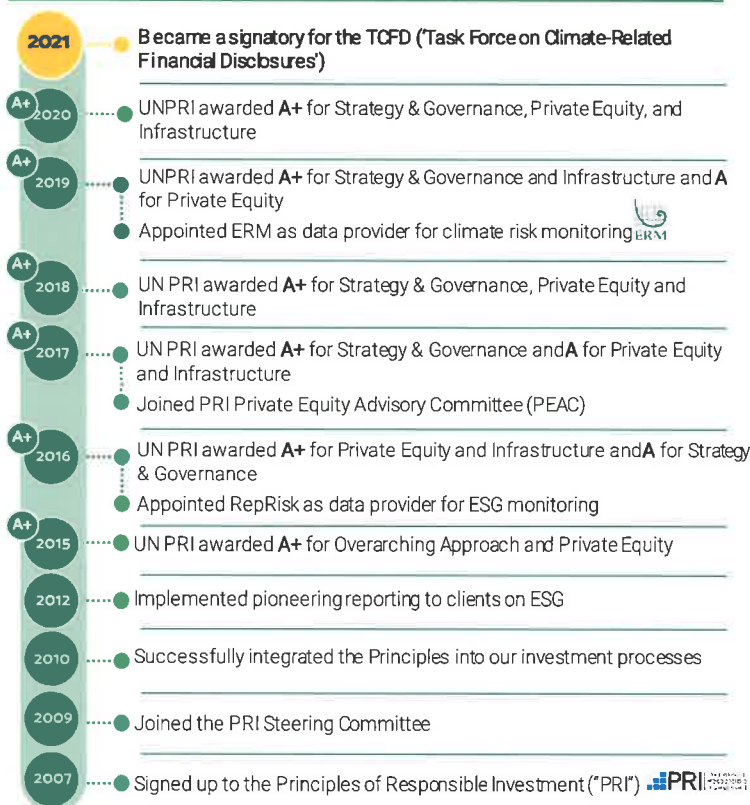 2021
Became a signatory for the TCFD ('Task Force on Climate-Related
Financial Disclosures')
A+
2020
UNPRI awarded A+ for Strategy & Governance, Private Equity, and
Infrastructure
A+
2019
UNPRI awarded A+ for Strategy & Governance and Infrastructure and A
for Private Equity
Appointed ERM as data provider for climate risk monitoring
ERM
A+
2018
UN PRI awarded A+ for Strategy & Governance, Private Equity and
Infrastructure
A+
2017
UN PRI awarded A+ for Strategy & Governance and A for Private Equity
and Infrastructure
Joined PRI Private Equity Advisory Committee (PEAC)
A+
2016
UN PRI awarded A+ for Private Equity and Infrastructure and A for Strategy
& Governance
Appointed RepRisk as data provider for ESG monitoring
A+
2015
UN PRI awarded A+ for Overarching Approach and Private Equity
2012
Implemented pioneering reporting to clients on ESG
2010
Successfully integrated the Principles into our investment processes
2009
Joined the PRI Steering Committee
2007
Signed up to the Principles of Responsible Investment ("PRI")
PRI